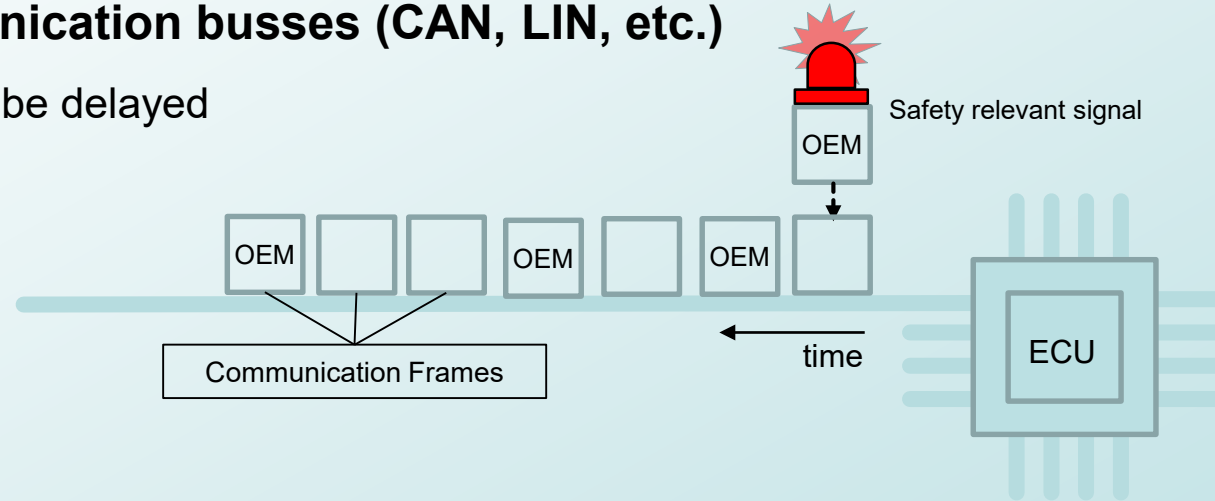 nication busses (CAN, LIN, etc.)
be delayed
Safety relevant signal
OEM
OEM
OEM
OEM
time
ECU
Communication Frames